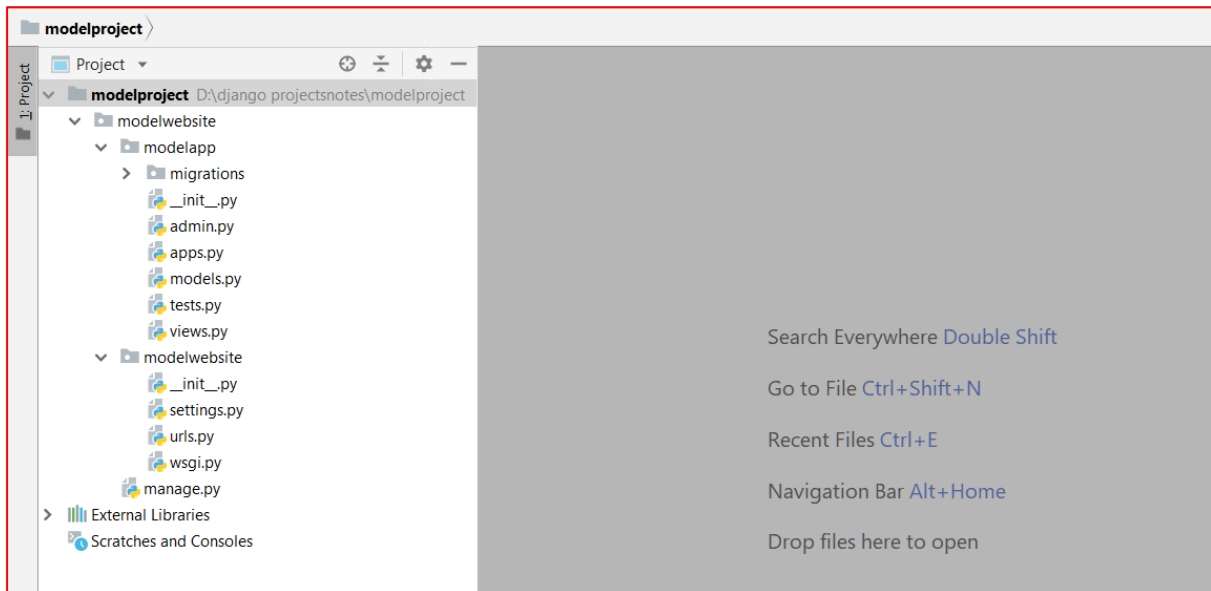 modelproject
1: Project
Project
modelproject D:\django projectsnotes\modelproject
modelwebsite
modelapp
migrations
__init__.py
admin.py
apps.py
models.py
tests.py
views.py
modelwebsite
__init__.py
settings.py
urls.py
wsgi.py
manage.py
External Libraries
Scratches and Consoles
Search Everywhere Double Shift
Go to File Ctrl+Shift+N
Recent Files Ctrl+E
Navigation Bar Alt+Home
Drop files here to open